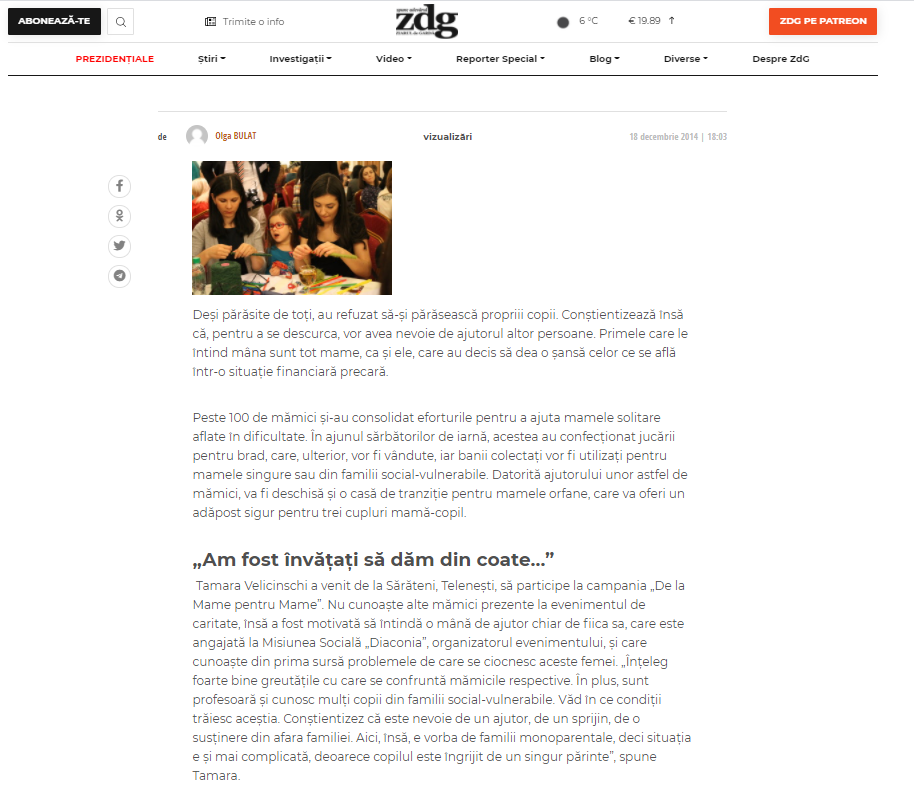 ABONEAZĂ-TE
Trimite o info
zdg
6 °C
€ 19.89
ZDG PE PATREON
PREZIDENȚIALE Știri Investigații Video Reporter Special Blog Diverse Despre ZdG
de Olga BULAT vizualizări 18 decembrie 2014 | 18:03
Deși părăsite de toți, au refuzat să-și părăsească propriii copii. Conștientizează însă
că, pentru a se descurca, vor avea nevoie de ajutorul altor persoane. Primele care le
întind mâna sunt tot mame, ca și ele, care au decis să dea o șansă celor ce se află
într-o situație financiară precară.
Peste 100 de mămici și-au consolidat eforturile pentru a ajuta mamele solitare
aflate în dificultate. În ajunul sărbătorilor de iarnă, acestea au confecționat jucării
pentru brad, care, ulterior, vor fi vândute, iar banii colectați vor fi utilizați pentru
mamele singure sau din familii social-vulnerabile. Datorită ajutorului unor astfel de
mămici, va fi deschisă și o casă de tranziție pentru mamele orfane, care va oferi un
adăpost sigur pentru trei cupluri mamă-copil.
„Am fost învățați să dăm din coate…”
Tamara Velicinschi a venit de la Sărăteni, Telenești, să participe la campania „De la
Mame pentru Mame”. Nu cunoaște alte mămici prezente la evenimentul de
caritate, însă a fost motivată să întindă o mână de ajutor chiar de fiica sa, care este
angajată la Misiunea Socială „Diaconia”, organizatorul evenimentului, și care
cunoaște din prima sursă problemele de care se ciocnesc aceste femei. „Înțeleg
foarte bine greutățile cu care se confruntă mămicile respective. În plus, sunt
profesoară și cunosc mulți copii din familii social-vulnerabile. Văd în ce condiții
trăiesc aceștia. Conștientizez că este nevoie de un ajutor, de un sprijin, de o
susținere din afara familiei. Aici, însă, e vorba de familii monoparentale, deci situația
e și mai complicată, deoarece copilul este îngrijit de un singur părinte”, spune
Tamara.